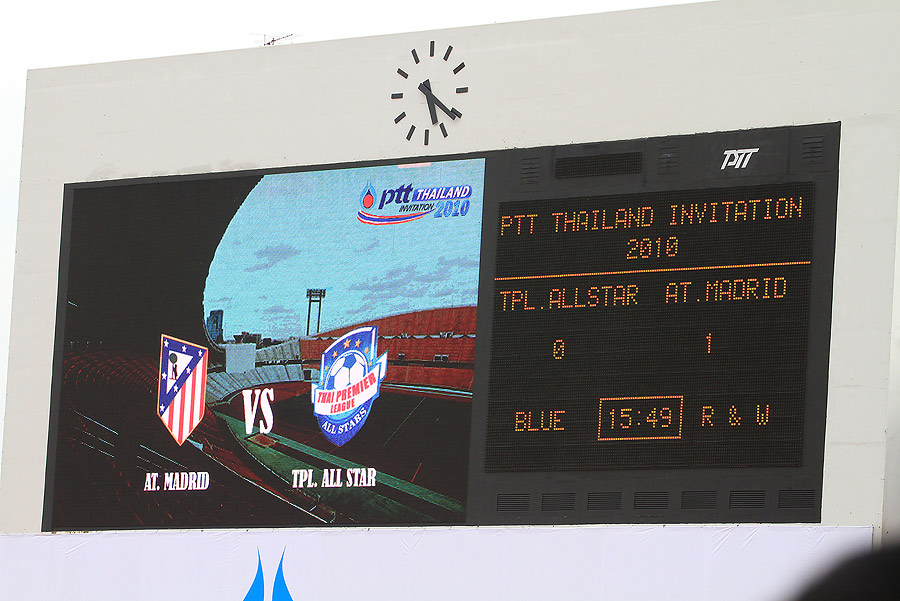 ptt THAILAND
INVITATION 2010
THAI PREMIER
LEAGUE
ALL STARS
VS
AT. MADRID
TPL. ALL STAR
PTT
PTT THAILAND INVITATION
2010
TPL.ALLSTAR AT.MADRID
0 1
BLUE 15:49 R & W